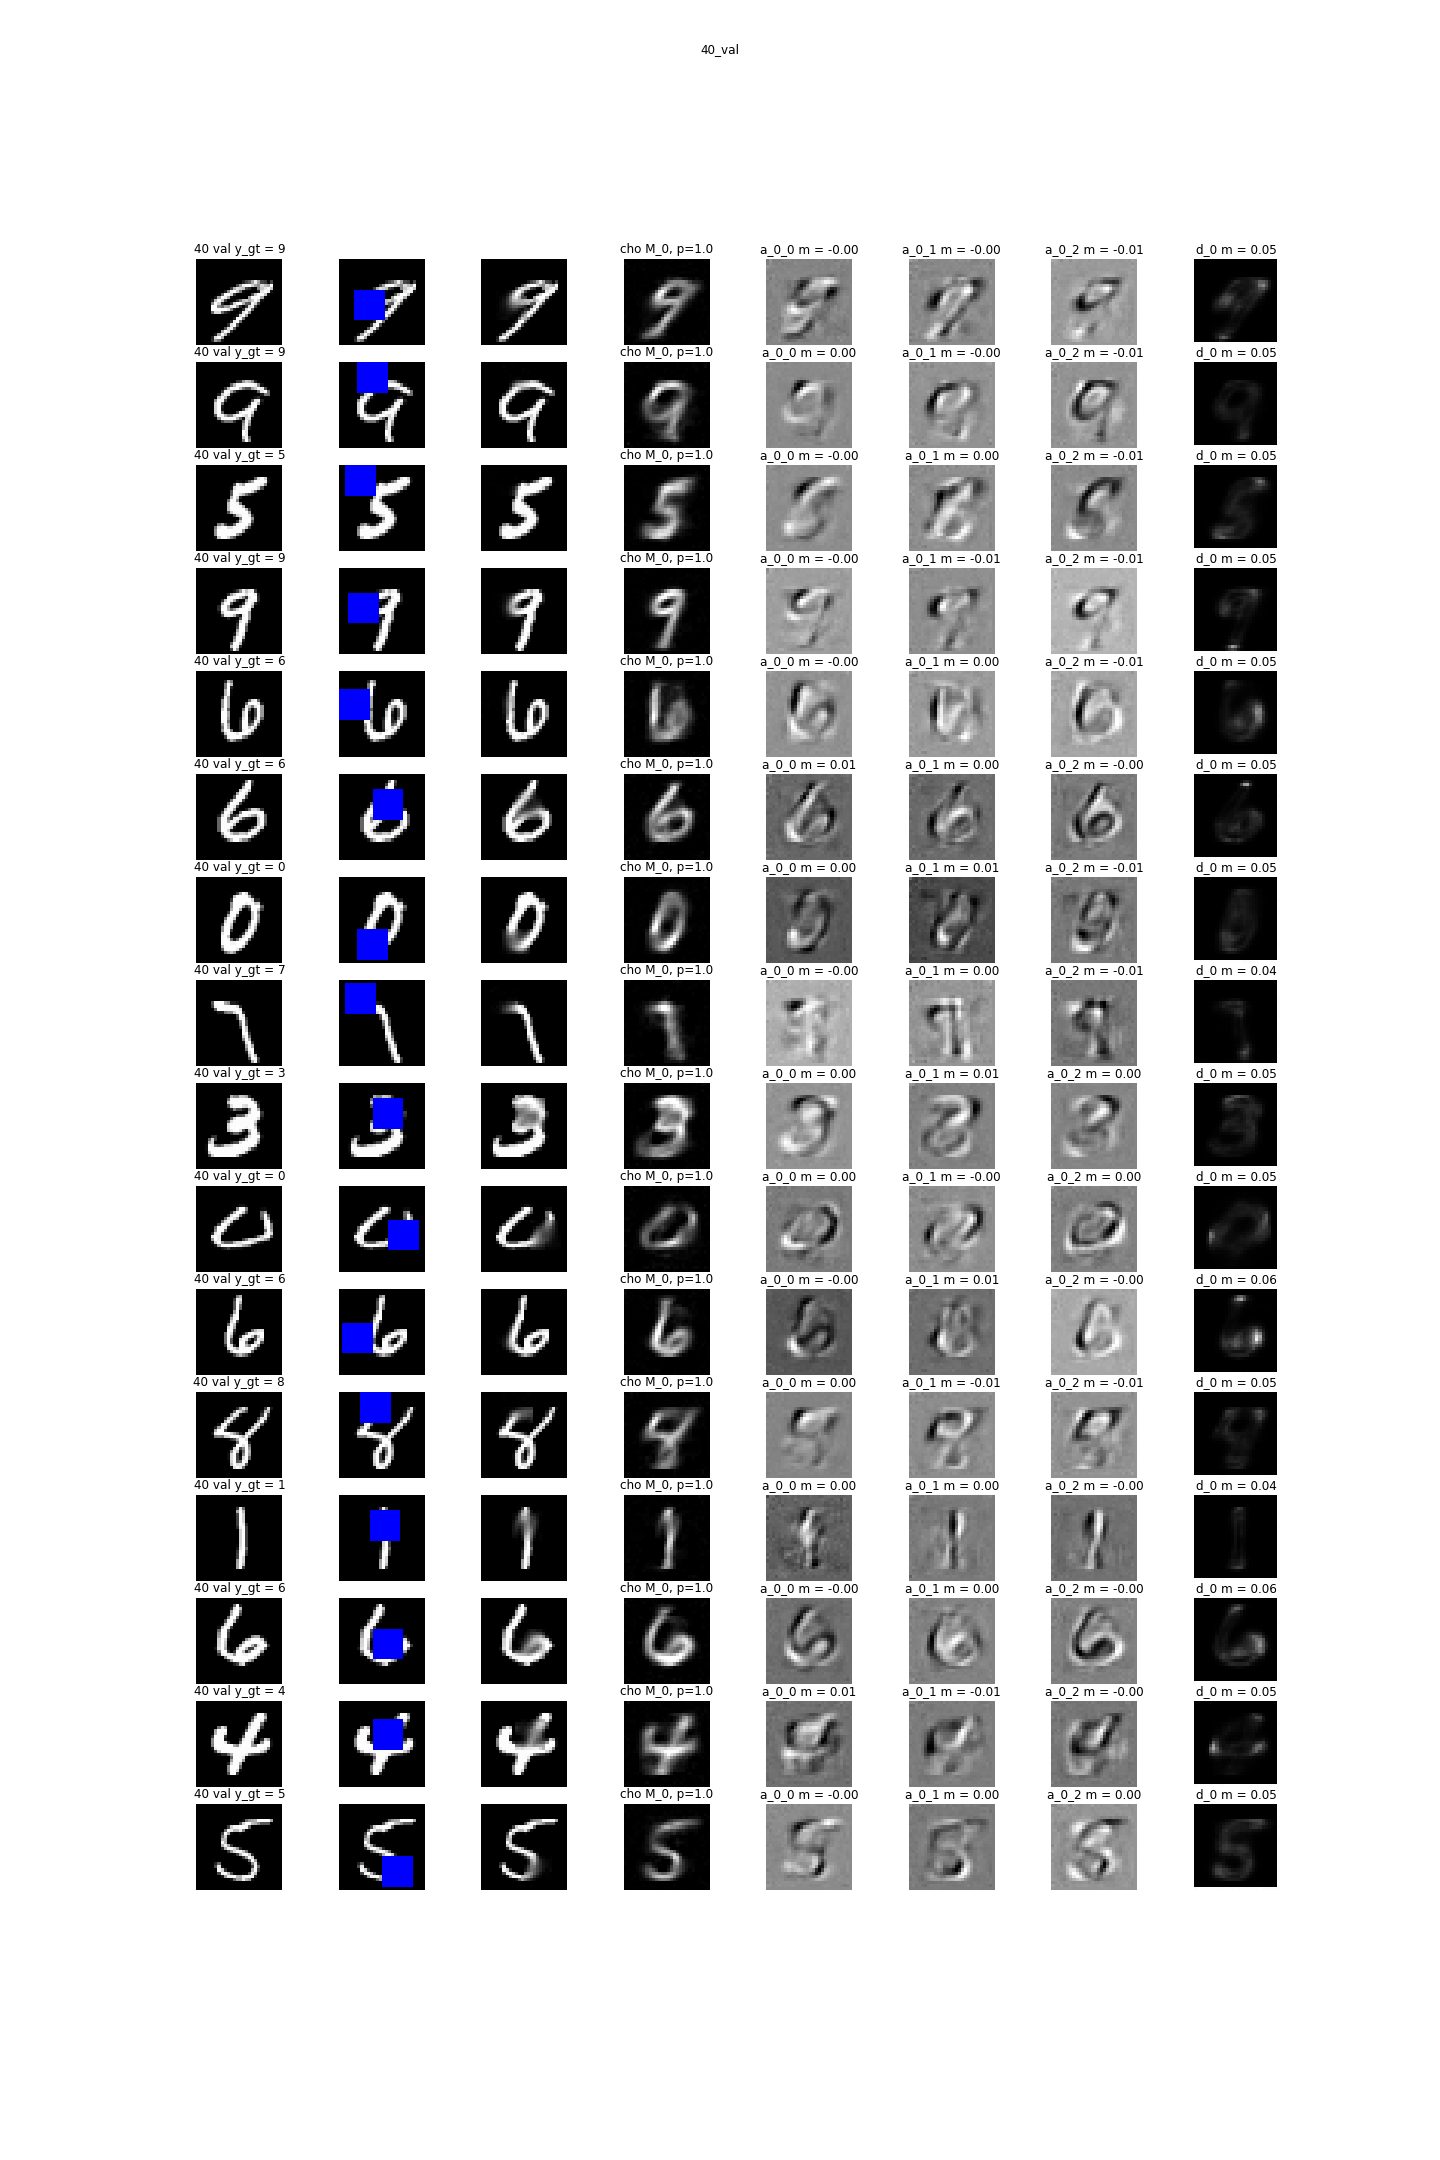 40_val
40 val y_gt = 9 cho M_0, p=1.0 a_0_0 m = -0.00 a_0_1 m = -0.00 a_0_2 m = -0.01 d_0 m = 0.05
40 val y_gt = 9 cho M_0, p=1.0 a_0_0 m = 0.00 a_0_1 m = -0.00 a_0_2 m = -0.01 d_0 m = 0.05
40 val y_gt = 5 cho M_0, p=1.0 a_0_0 m = -0.00 a_0_1 m = 0.00 a_0_2 m = -0.01 d_0 m = 0.05
40 val y_gt = 9 cho M_0, p=1.0 a_0_0 m = -0.00 a_0_1 m = -0.01 a_0_2 m = -0.01 d_0 m = 0.05
40 val y_gt = 6 cho M_0, p=1.0 a_0_0 m = -0.00 a_0_1 m = 0.00 a_0_2 m = -0.01 d_0 m = 0.05
40 val y_gt = 6 cho M_0, p=1.0 a_0_0 m = 0.01 a_0_1 m = 0.00 a_0_2 m = -0.00 d_0 m = 0.05
40 val y_gt = 0 cho M_0, p=1.0 a_0_0 m = 0.00 a_0_1 m = 0.01 a_0_2 m = -0.01 d_0 m = 0.05
40 val y_gt = 7 cho M_0, p=1.0 a_0_0 m = -0.00 a_0_1 m = 0.00 a_0_2 m = -0.01 d_0 m = 0.04
40 val y_gt = 3 cho M_0, p=1.0 a_0_0 m = 0.00 a_0_1 m = 0.01 a_0_2 m = 0.00 d_0 m = 0.05
40 val y_gt = 0 cho M_0, p=1.0 a_0_0 m = 0.00 a_0_1 m = -0.00 a_0_2 m = 0.00 d_0 m = 0.05
40 val y_gt = 6 cho M_0, p=1.0 a_0_0 m = -0.00 a_0_1 m = 0.01 a_0_2 m = -0.00 d_0 m = 0.06
40 val y_gt = 8 cho M_0, p=1.0 a_0_0 m = 0.00 a_0_1 m = -0.01 a_0_2 m = -0.01 d_0 m = 0.05
40 val y_gt = 1 cho M_0, p=1.0 a_0_0 m = 0.00 a_0_1 m = 0.00 a_0_2 m = -0.00 d_0 m = 0.04
40 val y_gt = 6 cho M_0, p=1.0 a_0_0 m = -0.00 a_0_1 m = 0.00 a_0_2 m = -0.00 d_0 m = 0.06
40 val y_gt = 4 cho M_0, p=1.0 a_0_0 m = 0.01 a_0_1 m = -0.01 a_0_2 m = -0.00 d_0 m = 0.05
40 val y_gt = 5 cho M_0, p=1.0 a_0_0 m = -0.00 a_0_1 m = 0.00 a_0_2 m = 0.00 d_0 m = 0.05